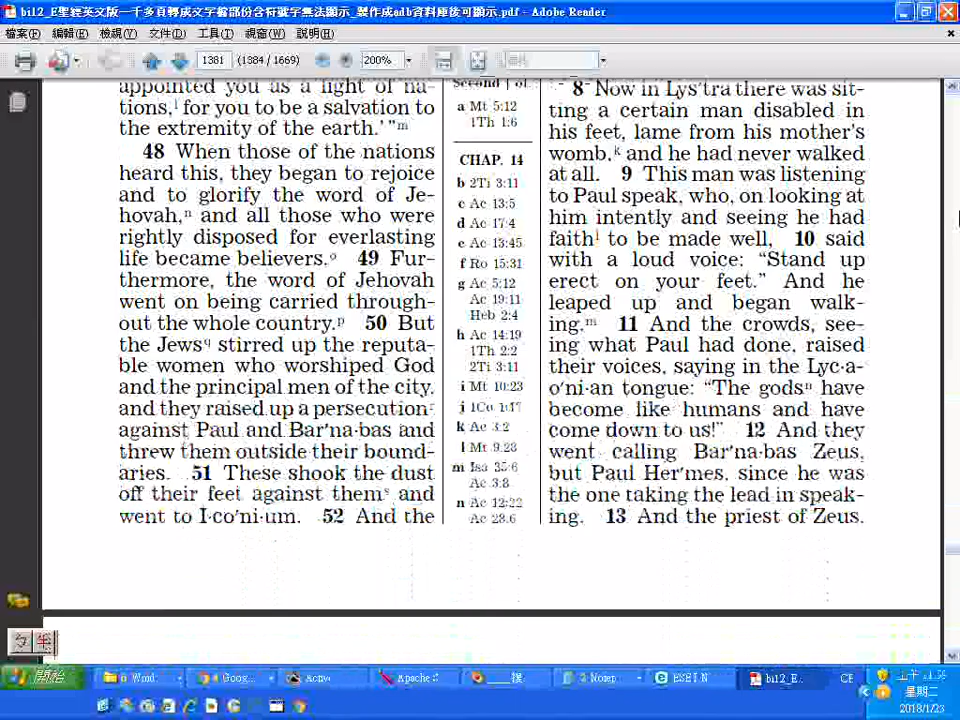 bi12_E聖經英文版─一千多頁轉成文字檔部份含符號字無法顯示_製作成adb資料庫後可顯示.pdf - Adobe Reader
檔案(F) 編輯(E) 檢視(V) 文件(D) 工具(T) 視窗(W) 說明(H)
1381 (1384 / 1669) 200%
appointed you as a light of na-
tions, for you to be a salvation to
the extremity of the earth.’ ” m
48 When those of the nations
heard this, they began to rejoice
and to glorify the word of Je-
hovah, n and all those who were
rightly disposed for everlasting
life became believers. o 49 Fur-
thermore, the word of Jehovah
went on being carried through-
out the whole country. p 50 But
the Jews q stirred up the reputa-
ble women who worshiped God
and the principal men of the city,
and they raised up a persecution
against Paul and Bar′na·bas and
threw them outside their bound-
aries. 51 These shook the dust
off their feet against them s and
went to I·co′ni·um. 52 And the
Second
a Mt 5:12
1Th 1:6
CHAP. 14
b 2Ti 3:11
c Ac 13:5
d Ac 17:4
e Ac 13:45
f Ro 15:31
g Ac 5:12
Ac 19:11
Heb 2:4
h Ac 14:19
1Th 2:2
2Ti 3:11
i Mt 10:23
j 1Co 1:17
k Ac 3:2
l Mt 9:28
m Isa 35:6
Ac 3:8
n Ac 12:22
Ac 28:6
8 Now in Lys′tra there was sit-
ting a certain man disabled in
his feet, lame from his mother’s
womb, k and he had never walked
at all. 9 This man was listening
to Paul speak, who, on looking at
him intently and seeing he had
faith l to be made well, 10 said
with a loud voice: “Stand up
erect on your feet.” And he
leaped up and began walk-
ing. m 11 And the crowds, see-
ing what Paul had done, raised
their voices, saying in the Lyc·a-
o′ni·an tongue: “The gods n have
become like humans and have
come down to us!” 12 And they
went calling Bar′na·bas Zeus,
but Paul Her′mes, since he was
the one taking the lead in speak-
ing. 13 And the priest of Zeus,
開始 Goog... Apache 2 Notep bi12_E... CH
星期二
2018/1/23